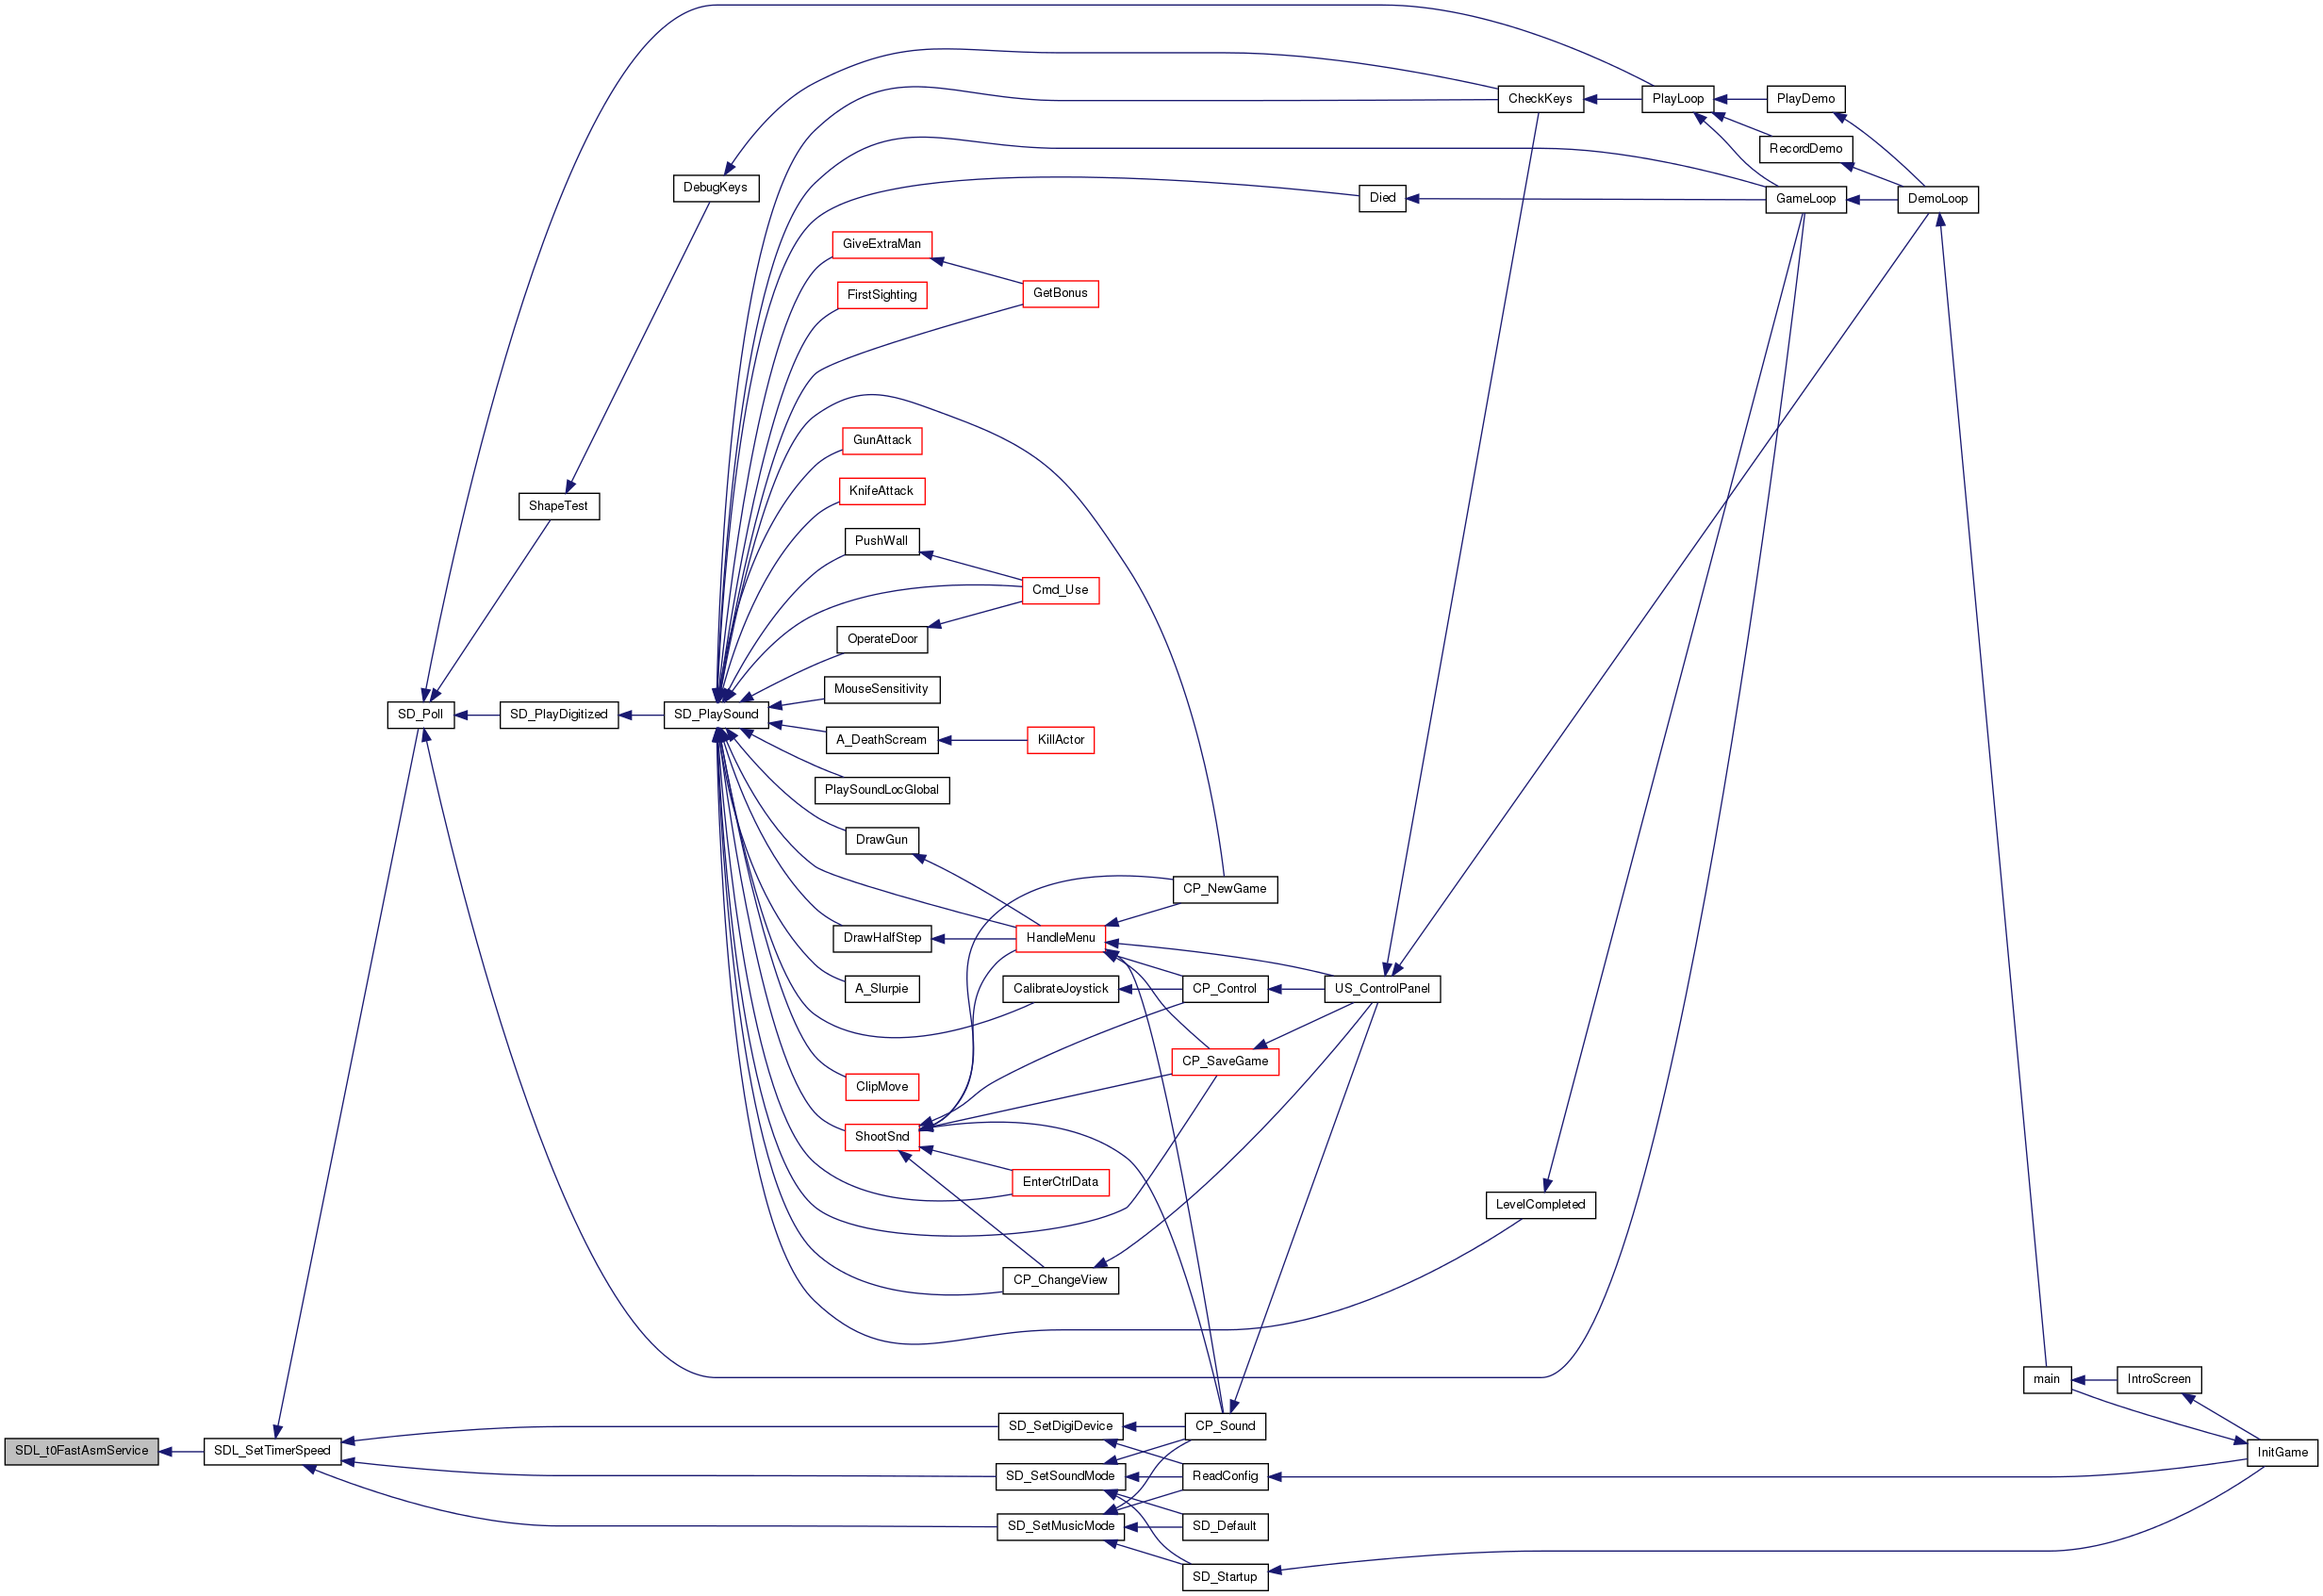 CheckKeys
PlayLoop
PlayDemo
RecordDemo
DebugKeys
Died
GameLoop
DemoLoop
GiveExtraMan
FirstSighting
GetBonus
GunAttack
KnifeAttack
ShapeTest
PushWall
Cmd_Use
OperateDoor
MouseSensitivity
SD_Poll
SD_PlayDigitized
SD_PlaySound
A_DeathScream
KillActor
PlaySoundLocGlobal
DrawGun
CP_NewGame
DrawHalfStep
HandleMenu
A_Slurpie
CalibrateJoystick
CP_Control
US_ControlPanel
CP_SaveGame
ClipMove
ShootSnd
EnterCtrlData
LevelCompleted
CP_ChangeView
main
IntroScreen
SD_SetDigiDevice
CP_Sound
SDL_t0FastAsmService
SDL_SetTimerSpeed
InitGame
SD_SetSoundMode
ReadConfig
SD_SetMusicMode
SD_Default
SD_Startup